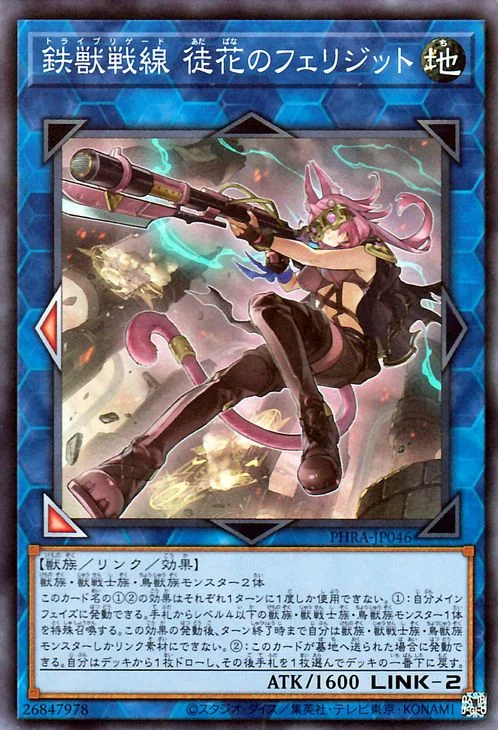 トライブリゲード あだ ばな
鉄獣戦線 徒花のフェリジット 地
PHRA-JP046
【獣族／リンク／効果】
獣族・獣戦士族・鳥獣族モンスター２体
このカード名の①②の効果はそれぞれ１ターンに１度しか使用できない。①：自分メイン
フェイズに発動できる。手札からレベル４以下の獣族・獣戦士族・鳥獣族モンスター１体
を特殊召喚する。この効果の発動後、ターン終了時まで自分は獣族・獣戦士族・鳥獣族
モンスターしかリンク素材にできない。②：このカードが墓地へ送られた場合に発動で
きる。自分はデッキから１枚ドローし、その後手札を１枚選んでデッキの一番下に戻す。
ATK/1600 LINK-2
26847978 ©スタジオ・ダイス／集英社・テレビ東京・KONAMI